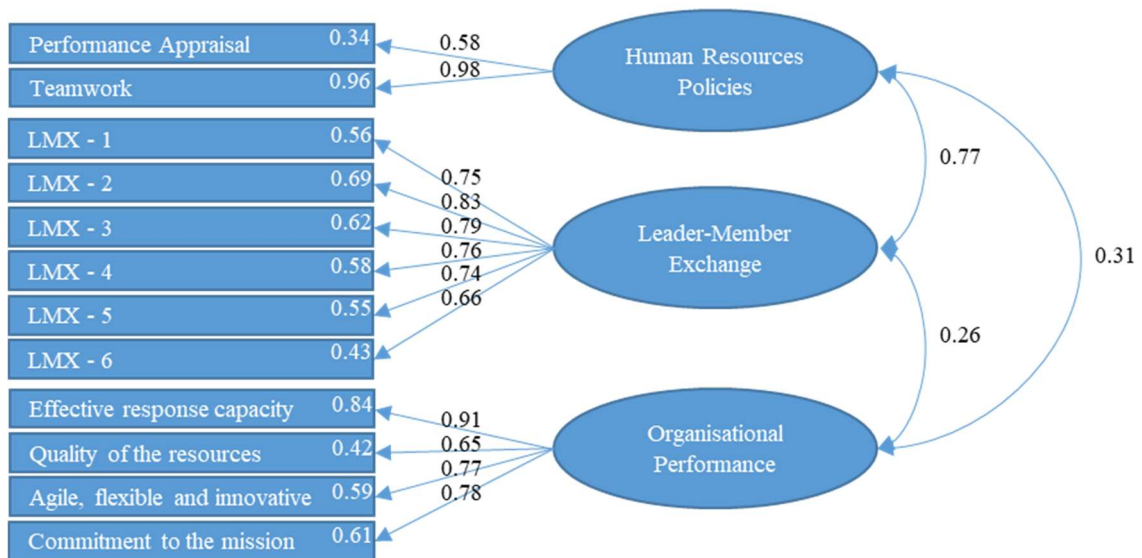 Performance Appraisal 0.34
Teamwork 0.96
LMX - 1 0.56
LMX - 2 0.69
LMX - 3 0.62
LMX - 4 0.58
LMX - 5 0.55
LMX - 6 0.43
Effective response capacity 0.84
Quality of the resources 0.42
Agile, flexible and innovative 0.59
Commitment to the mission 0.61
0.58
0.98
0.75
0.83
0.79
0.76
0.74
0.66
0.91
0.65
0.77
0.78
Human Resources
Policies
Leader-Member
Exchange
Organisational
Performance
0.77
0.26
0.31